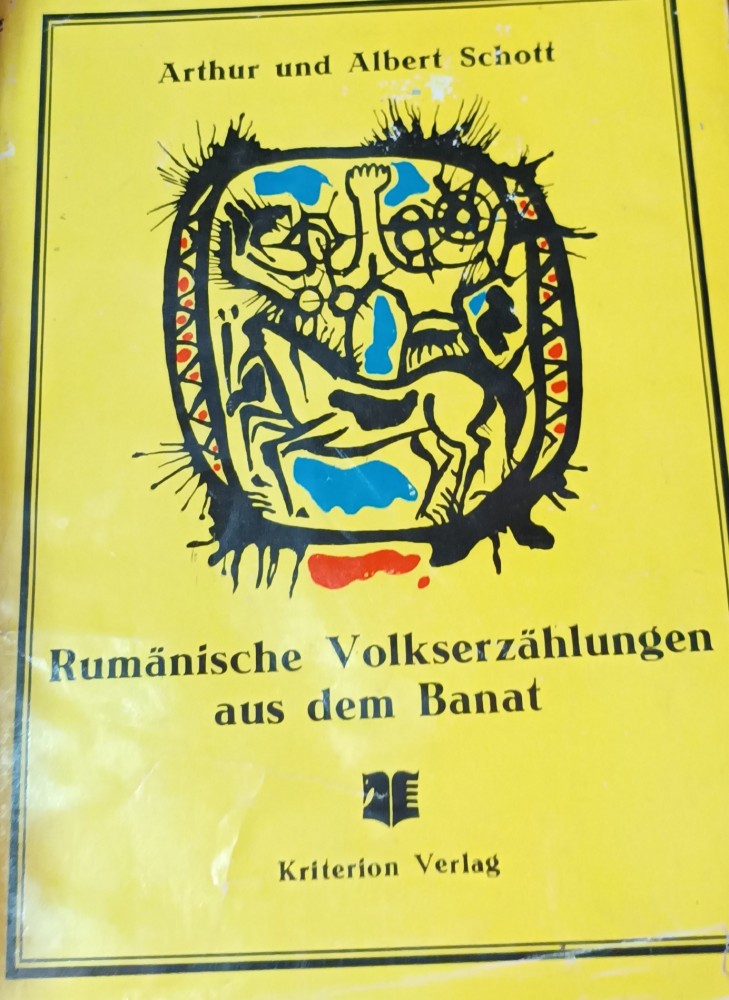 Arthur und Albert Schott
Rumänische Volkserzählungen
aus dem Banat
Kriterion Verlag